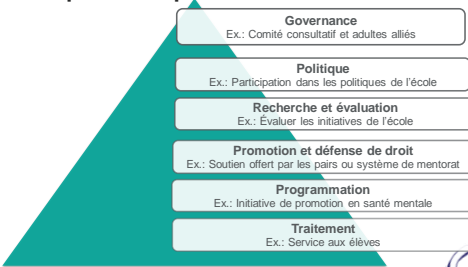 Governance
Ex.: Comité consultatif et adultes alliés
Politique
Ex.: Participation dans les politiques de l'école
Recherche et évaluation
Ex.: Évaluer les initiatives de l'école
Promotion et défense de droit
Ex.: Soutien offert par les pairs ou système de mentorat
Programmation
Ex.: Initiative de promotion en santé mentale
Traitement
Ex.: Service aux élèves